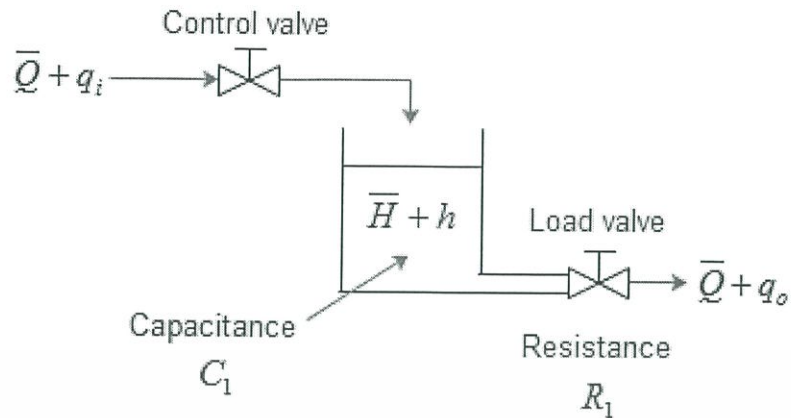 Control valve
Q̅ + qᵢ
H̅ + h
Load valve
Q̅ + qₒ
Capacitance
C₁
Resistance
R₁